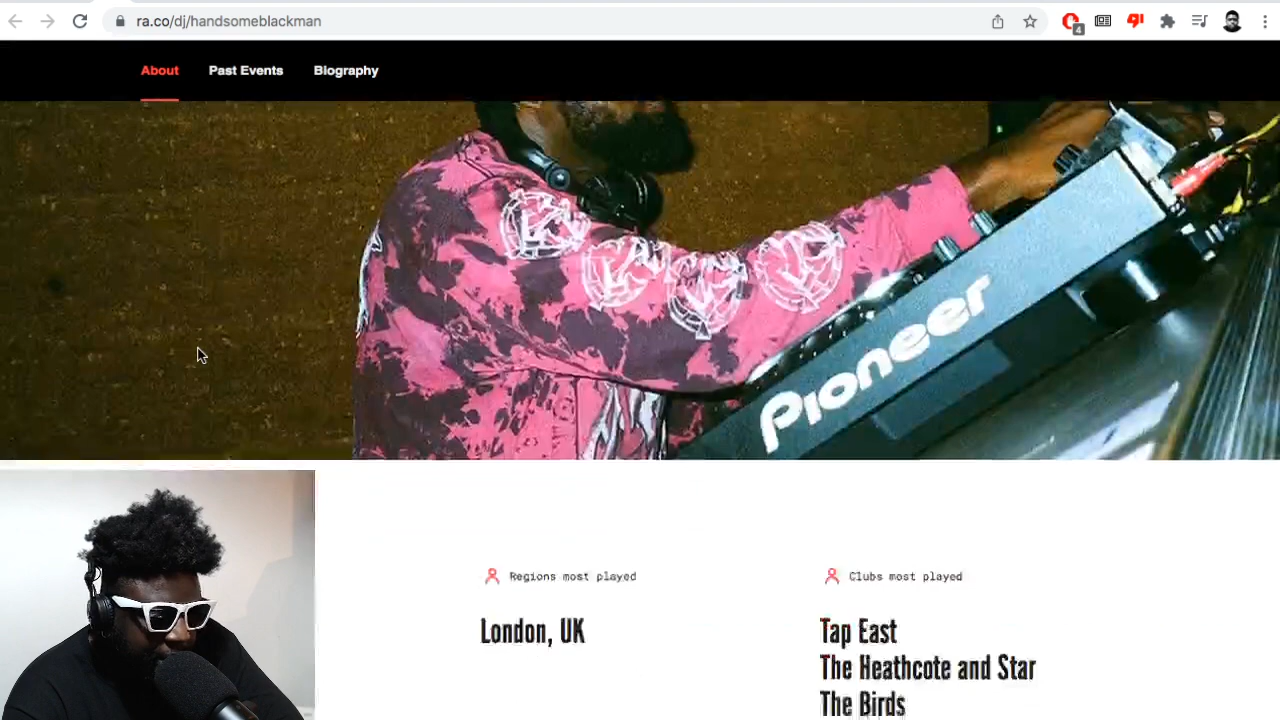 ra.co/dj/handsomeblackman
4
About Past Events Biography
Pioneer
Regions most played
Clubs most played
London, UK
Tap East
The Heathcote and Star
The Birds